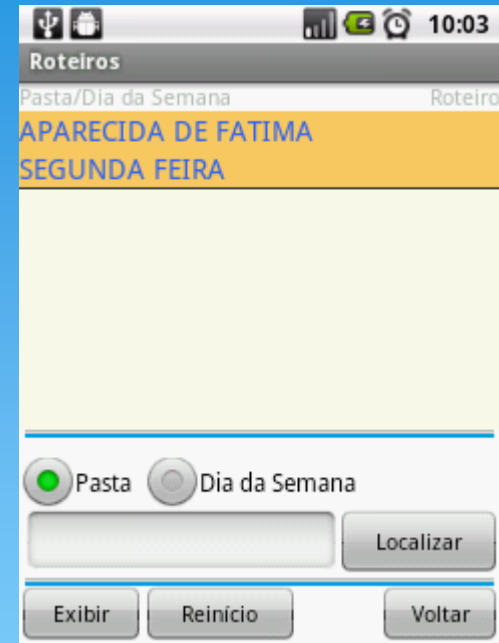 10:03
Roteiros
Pasta/Dia da Semana Roteiro
APARECIDA DE FATIMA
SEGUNDA FEIRA
Pasta Dia da Semana
Localizar
Exibir Reinício Voltar